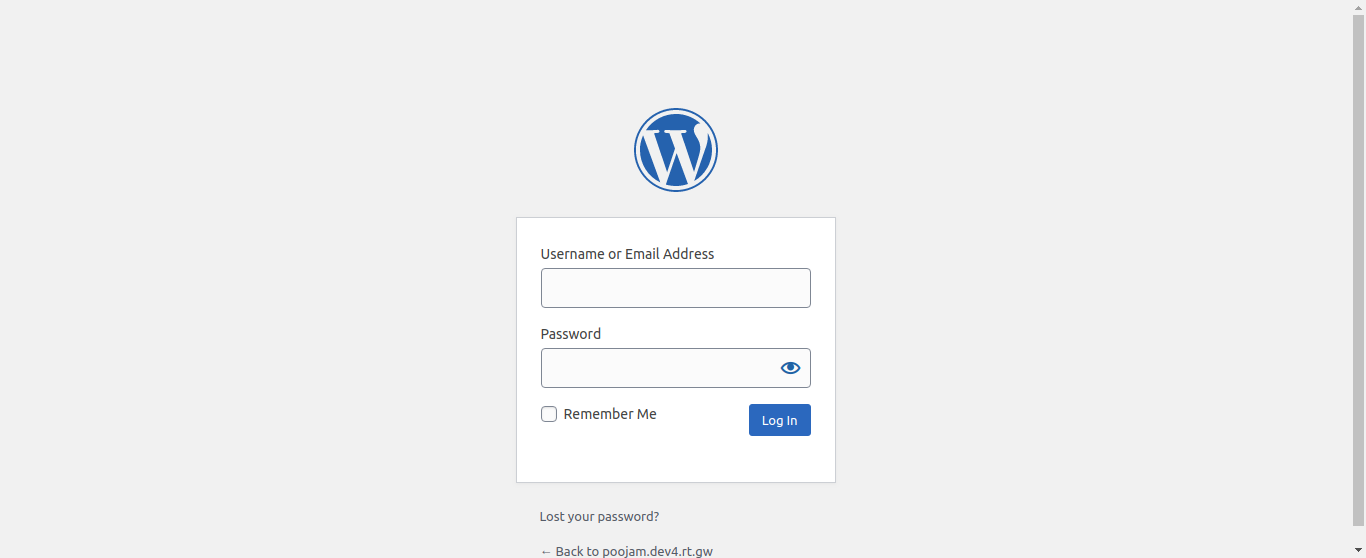 Username or Email Address
Password
Remember Me
Log In
Lost your password?
← Back to poojam.dev4.rt.gw